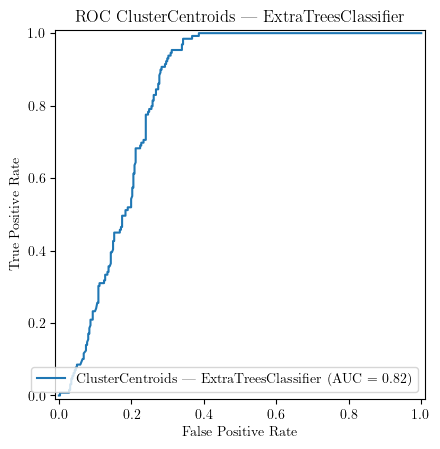 ROC ClusterCentroids — ExtraTreesClassifier
1.0
0.8
0.6
0.4
0.2
0.0
True Positive Rate
ClusterCentroids — ExtraTreesClassifier (AUC = 0.82)
0.0 0.2 0.4 0.6 0.8 1.0
False Positive Rate